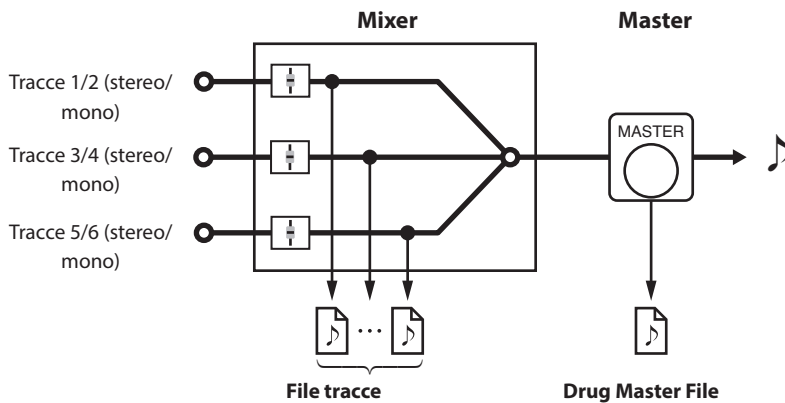 Mixer
Master
Tracce 1/2 (stereo/
mono)
Tracce 3/4 (stereo/
mono)
Tracce 5/6 (stereo/
mono)
MASTER
File tracce
Drug Master File